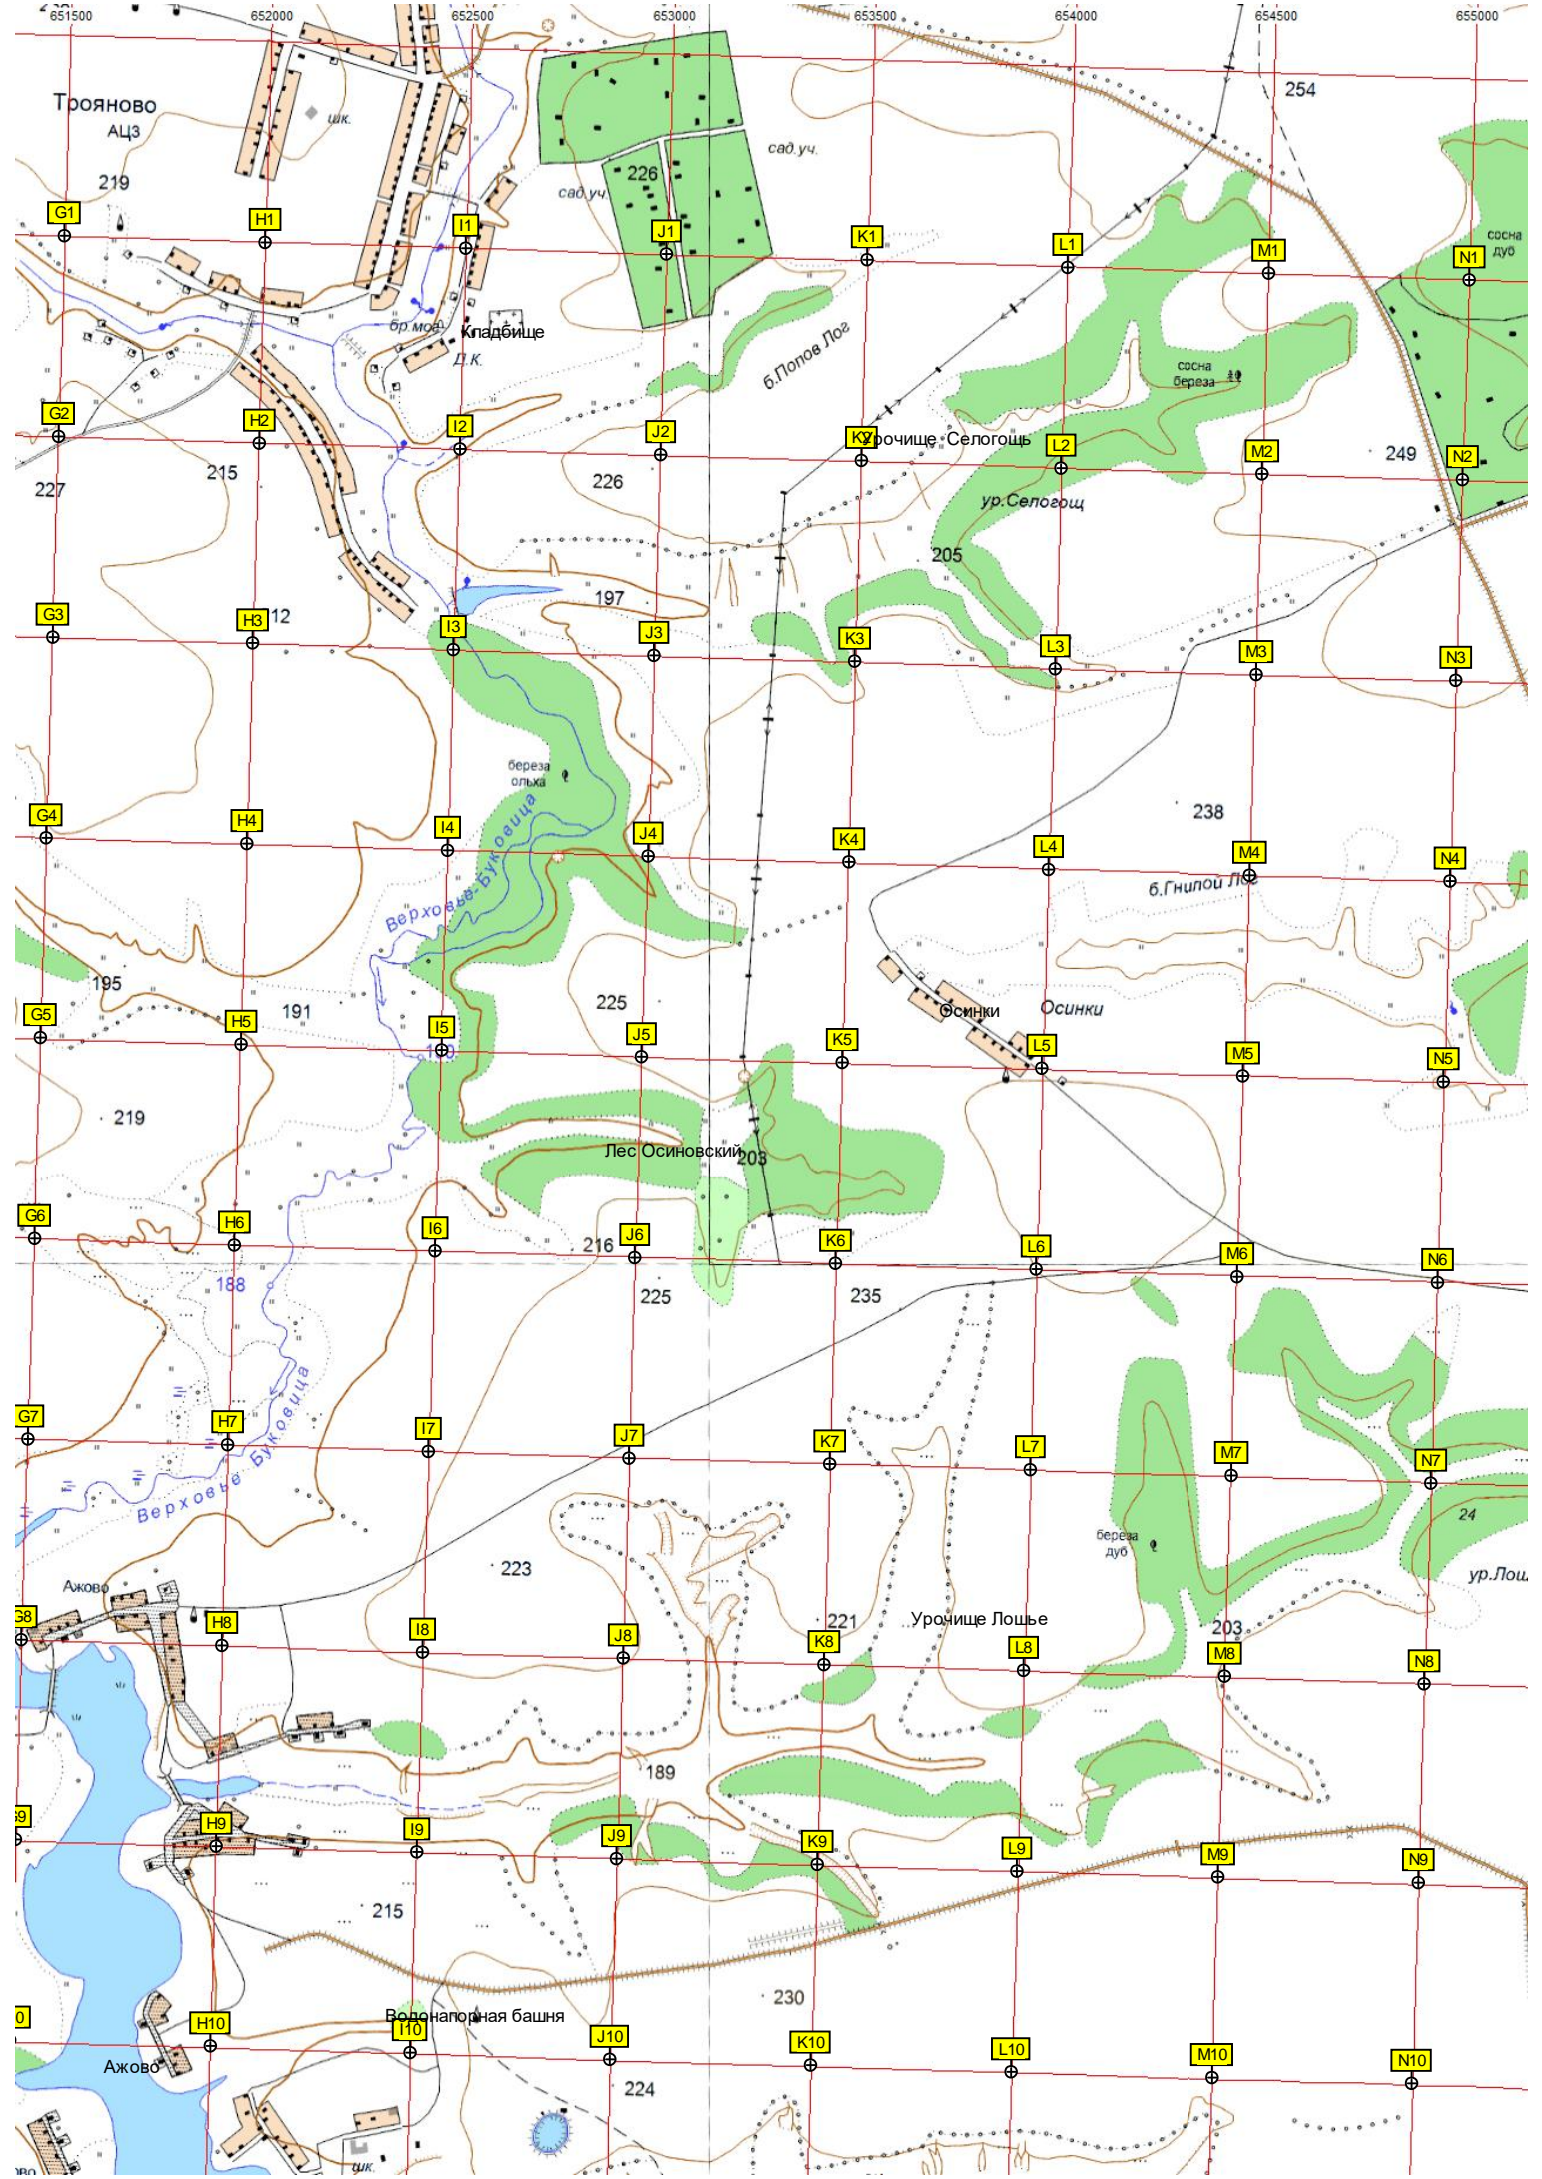 651500 652000 652500 653000 653500 654000 654500 655000
254
Трояново
АЦЗ
шк.
сад.уч.
219
226
сад.уч.
сосна
дуб
G1 H1 I1 J1 K1 L1 M1 N1
бр.мог.
Кладбище
Д.К.
б.Попов Лог
сосна
береза
G2 H2 I2 J2 K2 L2 M2 N2
Урочище Селогощь
249
215
227
226
ур.Селогощ
205
197
G3 H3 I3 J3 K3 L3 M3 N3
12
береза
ольха
Верховье-Буковица
238
G4 H4 I4 J4 K4 L4 M4 N4
б.Гнилой Лог
195
191
225
Осинки
Осинки
G5 H5 I5 J5 K5 L5 M5 N5
190
219
Лес Осиновский
203
G6 H6 I6 J6 K6 L6 M6 N6
216
188
225
235
Верховье Буковица
G7 H7 I7 J7 K7 L7 M7 N7
24
береза
дуб
223
ур.Лош
Ажово
221
Урочище Лошье
203
G8 H8 I8 J8 K8 L8 M8 N8
189
G9 H9 I9 J9 K9 L9 M9 N9
215
230
Водонапорная башня
0 H10 I10 J10 K10 L10 M10 N10
Ажово
224
шк.
ово